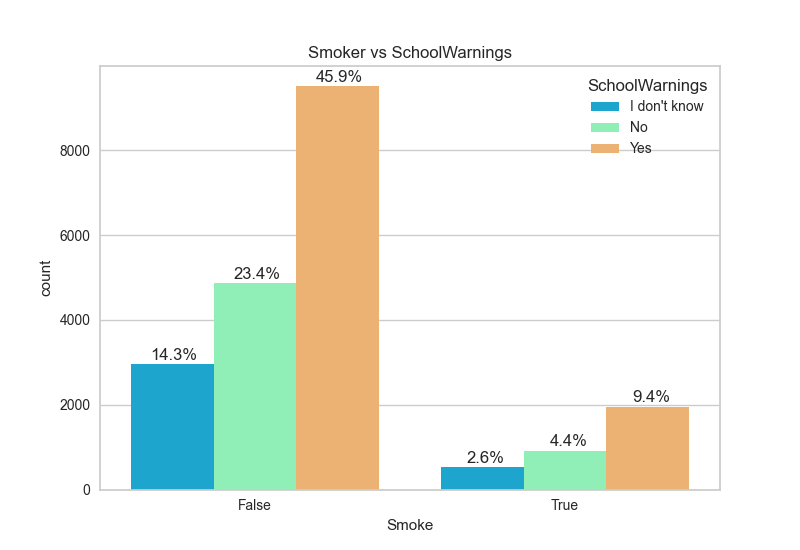 Smoker vs SchoolWarnings
45.9%
SchoolWarnings
I don't know
No
Yes
8000
6000
23.4%
4000
14.3%
2000
9.4%
4.4%
2.6%
0
count
False
True
Smoke